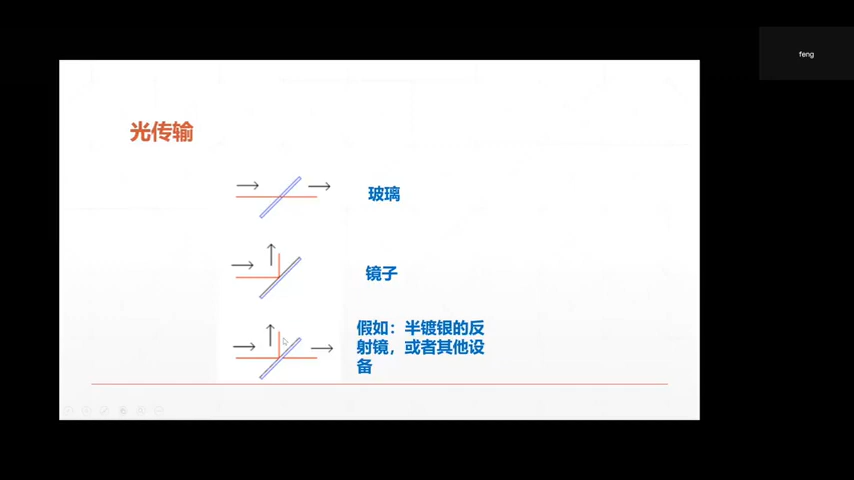 feng
光传输
玻璃
镜子
假如：半镀银的反
射镜，或者其他设
备